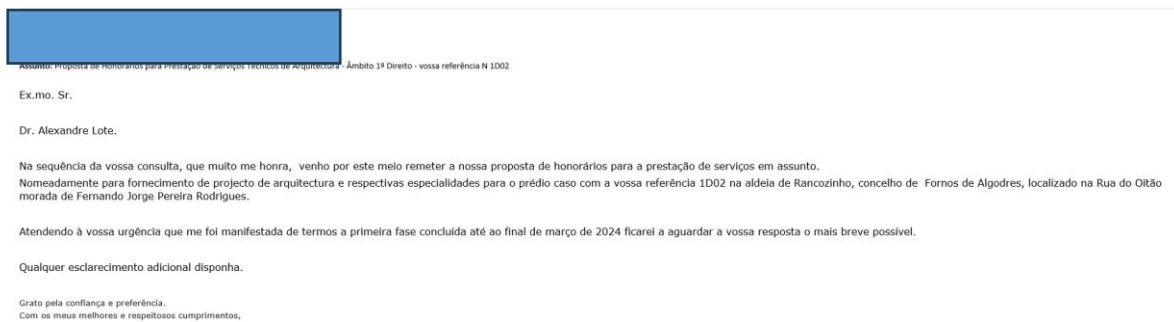 Assunto: Proposta de Honorários para Prestação de Serviços Técnicos de Arquitectura - Âmbito 1º Direito - vossa referência N 1D02
Ex.mo. Sr.
Dr. Alexandre Lote.
Na sequência da vossa consulta, que muito me honra, venho por este meio remeter a nossa proposta de honorários para a prestação de serviços em assunto.
Nomeadamente para fornecimento de projecto de arquitectura e respectivas especialidades para o prédio caso com a vossa referência 1D02 na aldeia de Rancozinho, concelho de Fornos de Algodres, localizado na Rua do Oitão
morada de Fernando Jorge Pereira Rodrigues.
Atendendo à vossa urgência que me foi manifestada de termos a primeira fase concluída até ao final de março de 2024 ficarei a aguardar a vossa resposta o mais breve possível.
Qualquer esclarecimento adicional disponha.
Grato pela confiança e preferência.
Com os meus melhores e respeitosos cumprimentos,